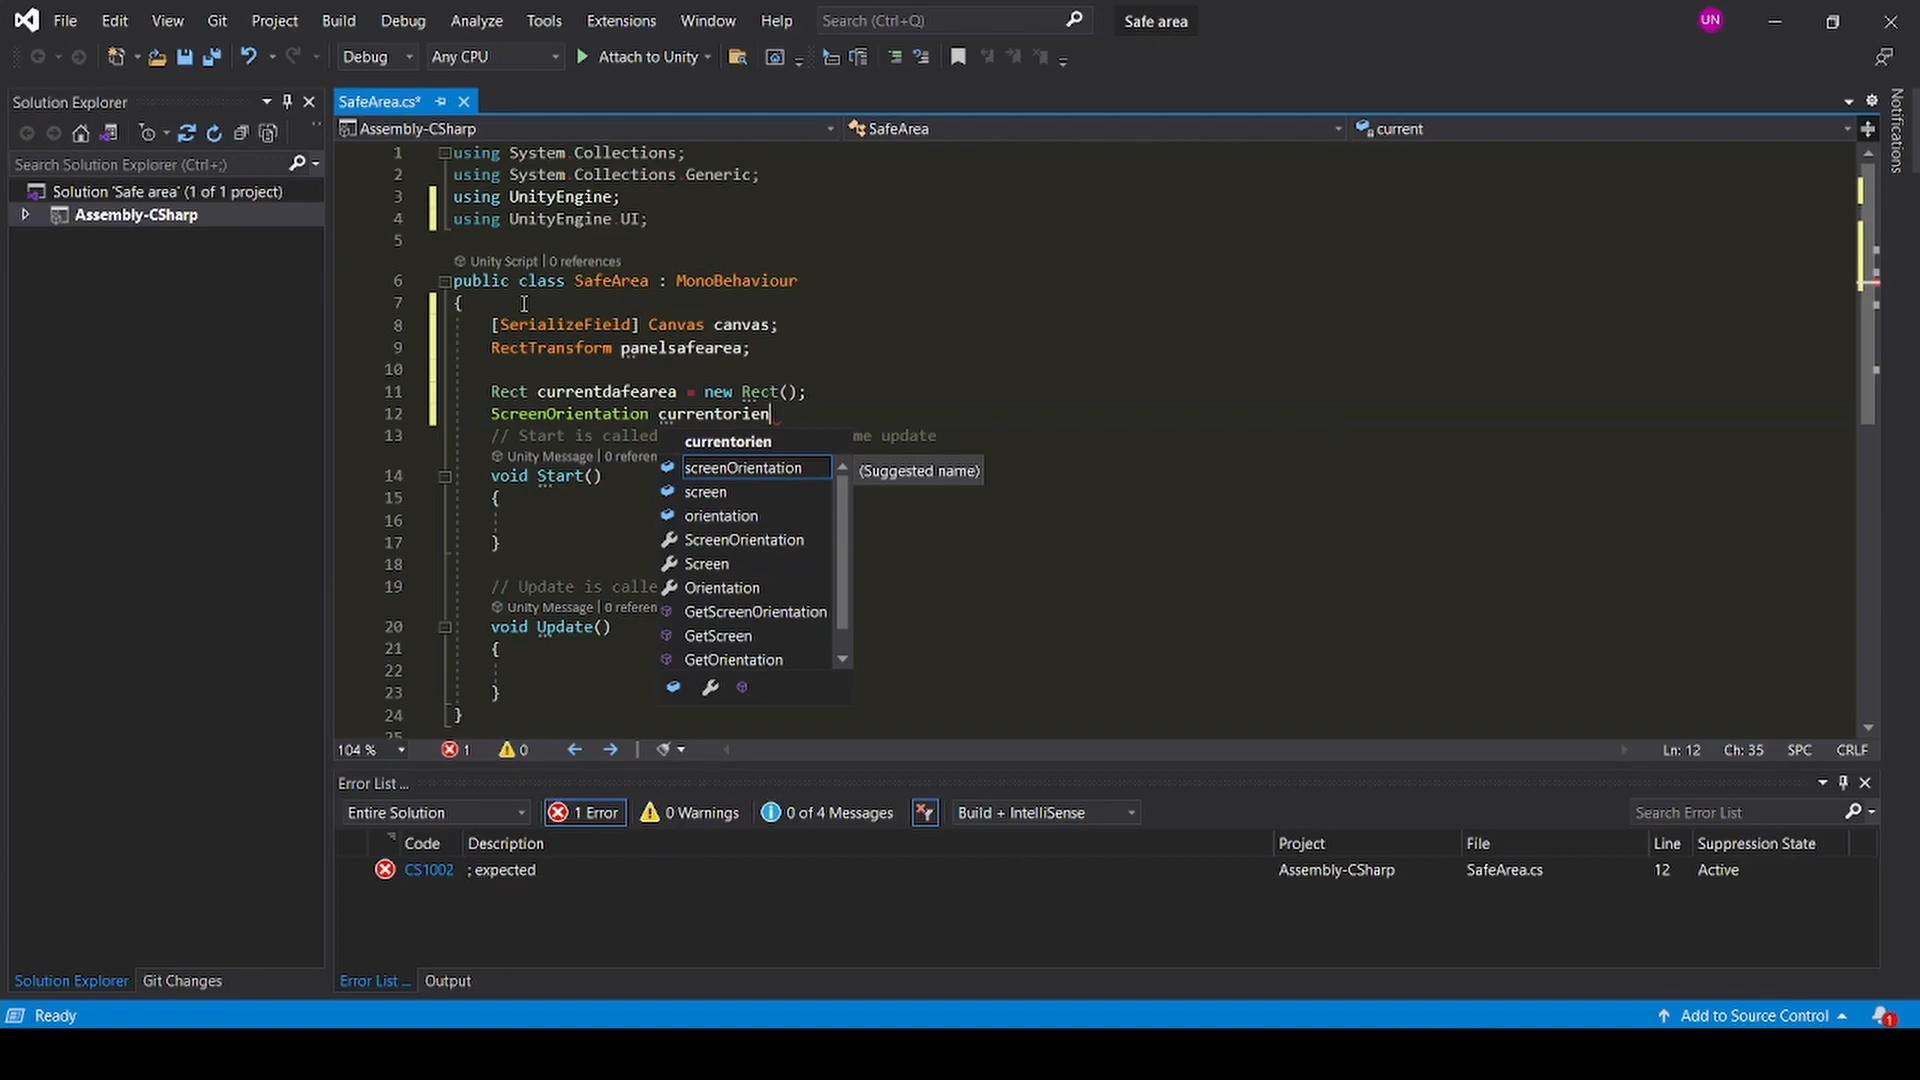 File Edit View Git Project Build Debug Analyze Tools Extensions Window Help Search (Ctrl+Q) Safe area UN
Debug Any CPU Attach to Unity
Solution Explorer
Search Solution Explorer (Ctrl+;)
Solution 'Safe area' (1 of 1 project)
Assembly-CSharp
SafeArea.cs*
Assembly-CSharp SafeArea current
1 using System.Collections;
2 using System.Collections.Generic;
3 using UnityEngine;
4 using UnityEngine.UI;
5
Unity Script | 0 references
6 public class SafeArea : MonoBehaviour
7 {
8 [SerializeField] Canvas canvas;
9 RectTransform panelsafearea;
10
11 Rect currentdafearea = new Rect();
12 ScreenOrientation currentorien
13 // Start is called me update
Unity Message | 0 referen
14 void Start()
15 {
16
17 }
18
19 // Update is calle
Unity Message | 0 referen
20 void Update()
21 {
22
23 }
24 }
25
currentorien
screenOrientation
screen
orientation
ScreenOrientation
Screen
Orientation
GetScreenOrientation
GetScreen
GetOrientation
(Suggested name)
104 % 1 0 Ln: 12 Ch: 35 SPC CRLF
Error List ...
Entire Solution 1 Error 0 Warnings 0 of 4 Messages Build + IntelliSense Search Error List
Code Description Project File Line Suppression State
CS1002 ; expected Assembly-CSharp SafeArea.cs 12 Active
Solution Explorer Git Changes Error List ... Output
Ready Add to Source Control 1
Notifications